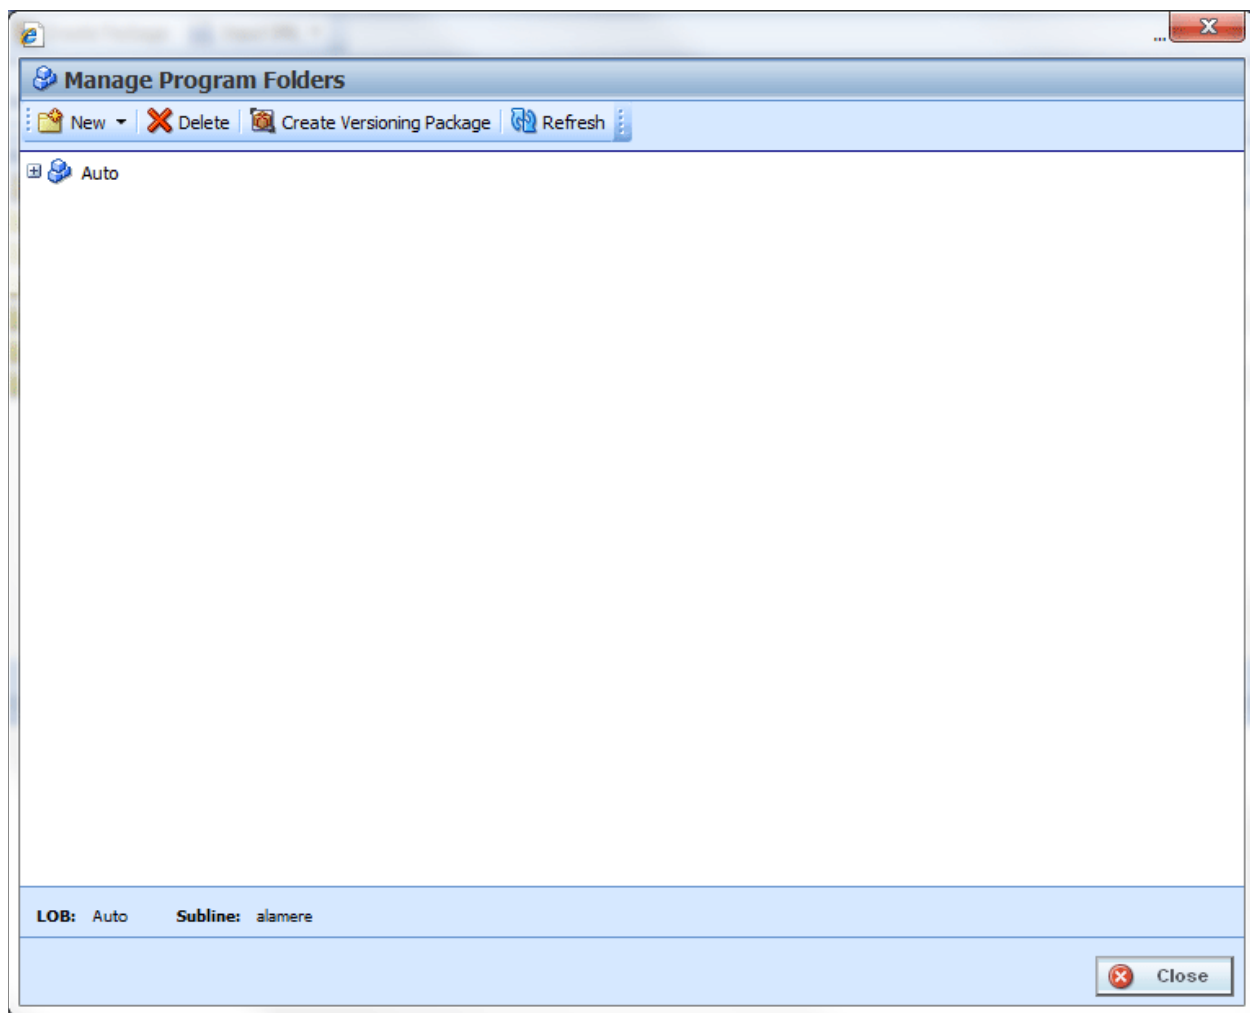 ...
Manage Program Folders
New Delete Create Versioning Package Refresh
Auto
LOB: Auto Subline: alamere
Close